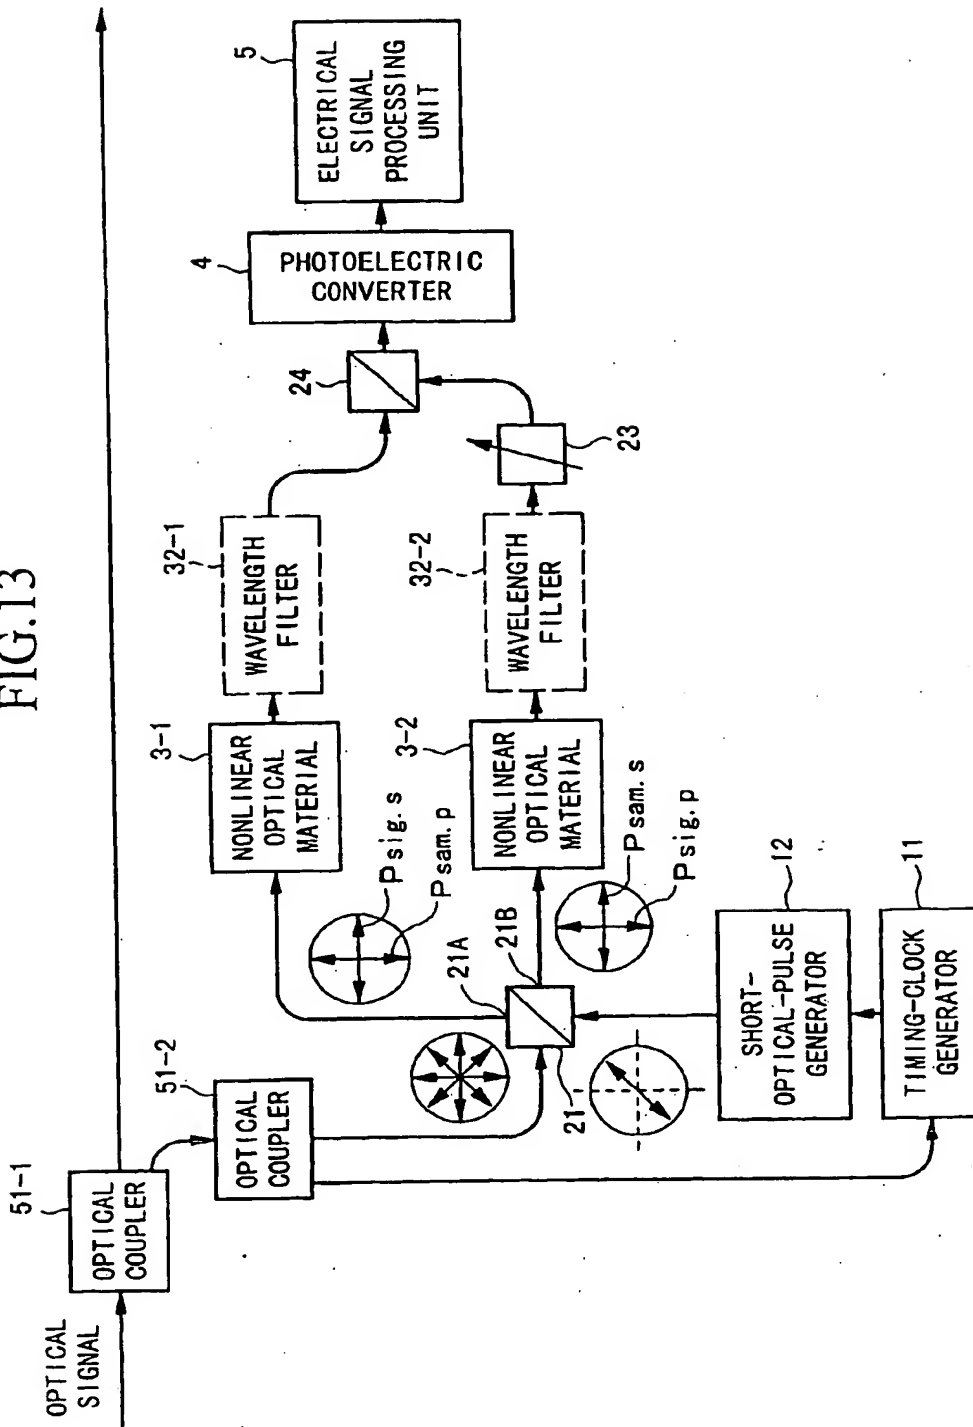 FIG.13
OPTICAL
SIGNAL
51-1
OPTICAL
COUPLER
51-2
OPTICAL
COUPLER
21A
21B
21
Psig.s
Psam.p
Psam.s
Psig.p
3-1
NONLINEAR
OPTICAL
MATERIAL
3-2
NONLINEAR
OPTICAL
MATERIAL
32-1
WAVELENGTH
FILTER
32-2
WAVELENGTH
FILTER
23
24
4
PHOTOELECTRIC
CONVERTER
5
ELECTRICAL
SIGNAL
PROCESSING
UNIT
12
SHORT-
OPTICAL-PULSE
GENERATOR
11
TIMING-CLOCK
GENERATOR